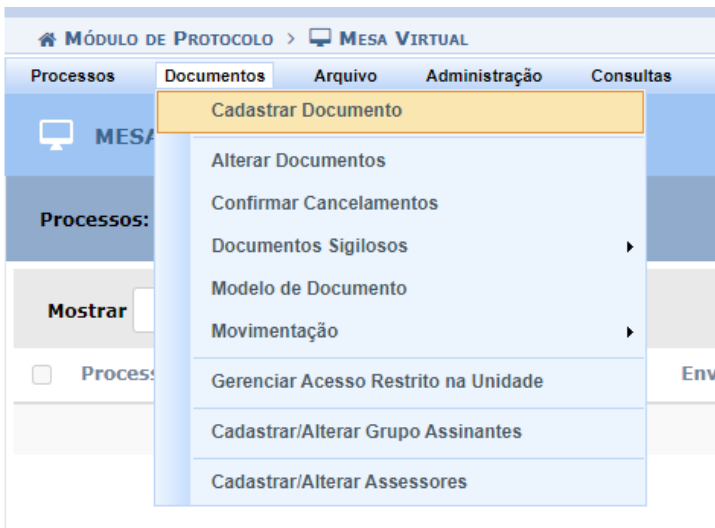 Módulo de Protocolo > Mesa Virtual
Processos Documentos Arquivo Administração Consultas
MESA
Cadastrar Documento
Alterar Documentos
Confirmar Cancelamentos
Processos:
Documentos Sigilosos
Modelo de Documento
Mostrar
Movimentação
Gerenciar Acesso Restrito na Unidade
Cadastrar/Alterar Grupo Assinantes
Cadastrar/Alterar Assessores